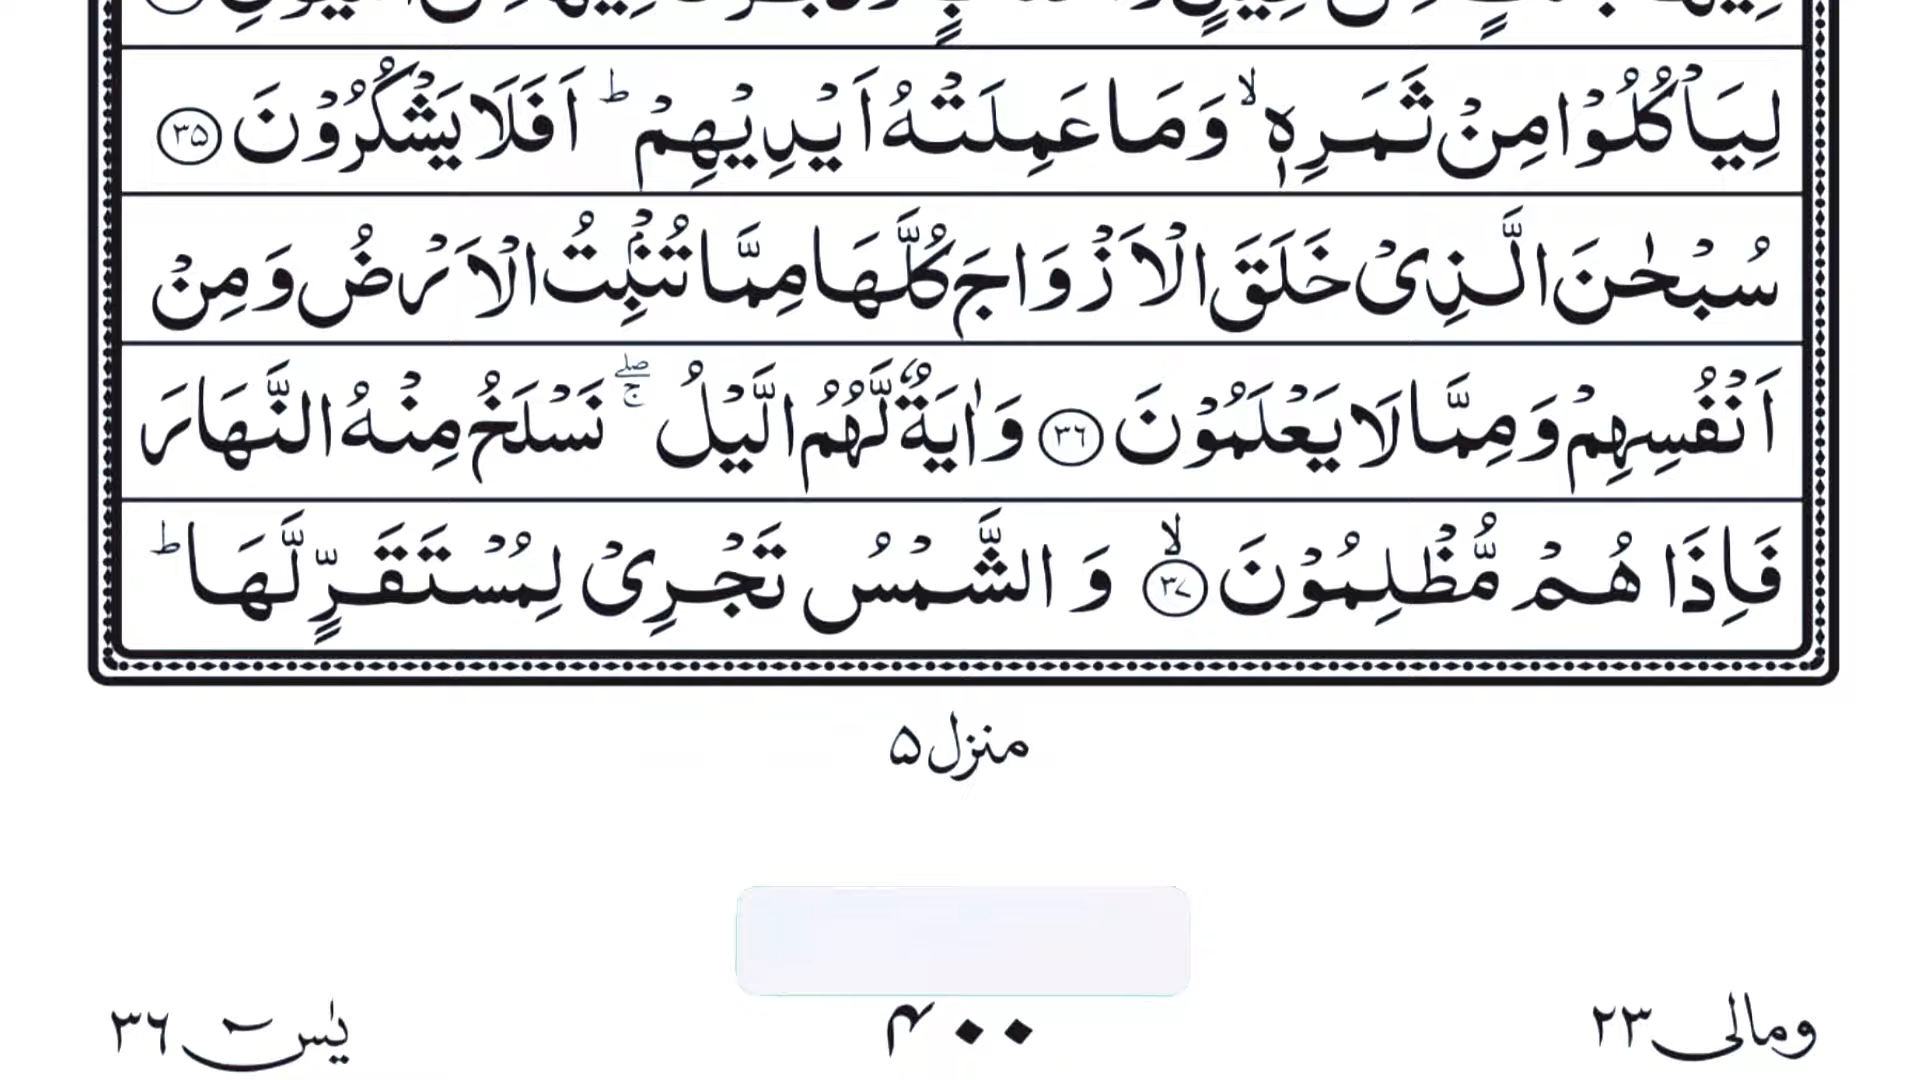 لِيَاْكُلُوْا مِنْ ثَمَرِهٖ ۙ وَمَا عَمِلَتْهُ اَيْدِيْهِمْ ؕ اَفَلَا يَشْكُرُوْنَ ۝۳۵
سُبْحٰنَ الَّذِیْ خَلَقَ الْاَزْوَاجَ كُلَّهَا مِمَّا تُنْۢبِتُ الْاَرْضُ وَمِنْ
اَنْفُسِهِمْ وَمِمَّا لَا يَعْلَمُوْنَ ۝۳۶ وَاٰيَةٌ لَّهُمُ الَّيْلُ ۖۚ نَسْلَخُ مِنْهُ النَّهَارَ
فَاِذَا هُمْ مُّظْلِمُوْنَ ۝۳۷ۙ وَ الشَّمْسُ تَجْرِیْ لِمُسْتَقَرٍّ لَّهَا ؕ
منزل ۵
ومالی ۲۳ ۴۰۰ یٰسٓ ۳۶